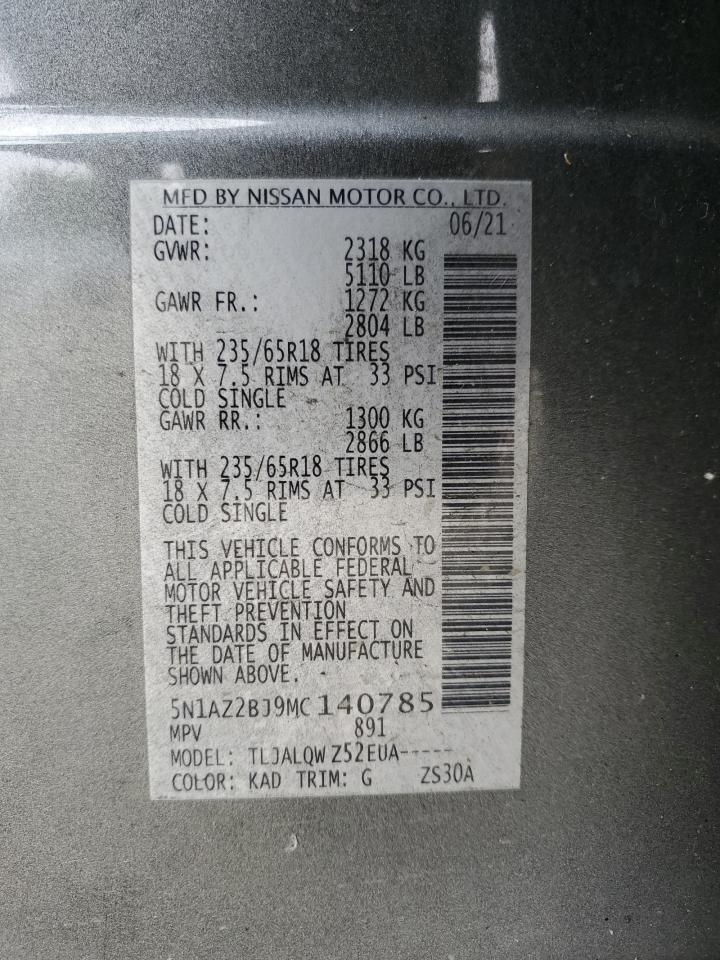 MFD BY NISSAN MOTOR CO., LTD.
DATE: 06/21
GVWR: 2318 KG
5110 LB
GAWR FR.: 1272 KG
2804 LB
WITH 235/65R18 TIRES
18 X 7.5 RIMS AT 33 PSI
COLD SINGLE
GAWR RR.: 1300 KG
2866 LB
WITH 235/65R18 TIRES
18 X 7.5 RIMS AT 33 PSI
COLD SINGLE
THIS VEHICLE CONFORMS TO
ALL APPLICABLE FEDERAL
MOTOR VEHICLE SAFETY AND
THEFT PREVENTION
STANDARDS IN EFFECT ON
THE DATE OF MANUFACTURE
SHOWN ABOVE.
5N1AZ2BJ9MC140785
MPV 891
MODEL: TLJALQW Z52EUA-----
COLOR: KAD TRIM: G ZS30A